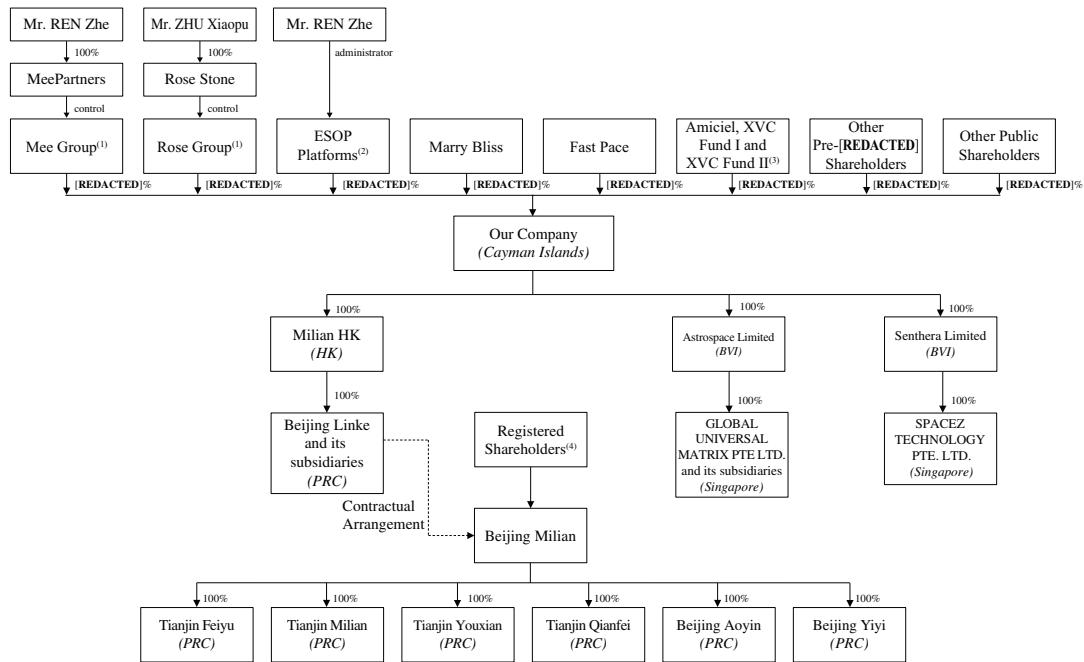 Mr. REN Zhe
Mr. ZHU Xiaopu
Mr. REN Zhe
100%
100%
administrator
MeePartners
Rose Stone
control
control
Mee Group(1)
Rose Group(1)
ESOP
Platforms(2)
Marry Bliss
Fast Pace
Amiciel, XVC
Fund I and
XVC Fund II(3)
Other
Pre-[REDACTED]
Shareholders
Other Public
Shareholders
[REDACTED]%
[REDACTED]%
[REDACTED]%
[REDACTED]%
[REDACTED]%
[REDACTED]%
[REDACTED]%
[REDACTED]%
Our Company
(Cayman Islands)
100%
100%
100%
Milian HK
(HK)
Astrospace Limited
(BVI)
Senthera Limited
(BVI)
100%
100%
100%
Beijing Linke
and its
subsidiaries
(PRC)
Registered
Shareholders(4)
GLOBAL
UNIVERSAL
MATRIX PTE LTD.
and its subsidiaries
(Singapore)
SPACEZ
TECHNOLOGY
PTE. LTD.
(Singapore)
Contractual
Arrangement
Beijing Milian
100%
100%
100%
100%
100%
100%
Tianjin Feiyu
(PRC)
Tianjin Milian
(PRC)
Tianjin Youxian
(PRC)
Tianjin Qianfei
(PRC)
Beijing Aoyin
(PRC)
Beijing Yiyi
(PRC)